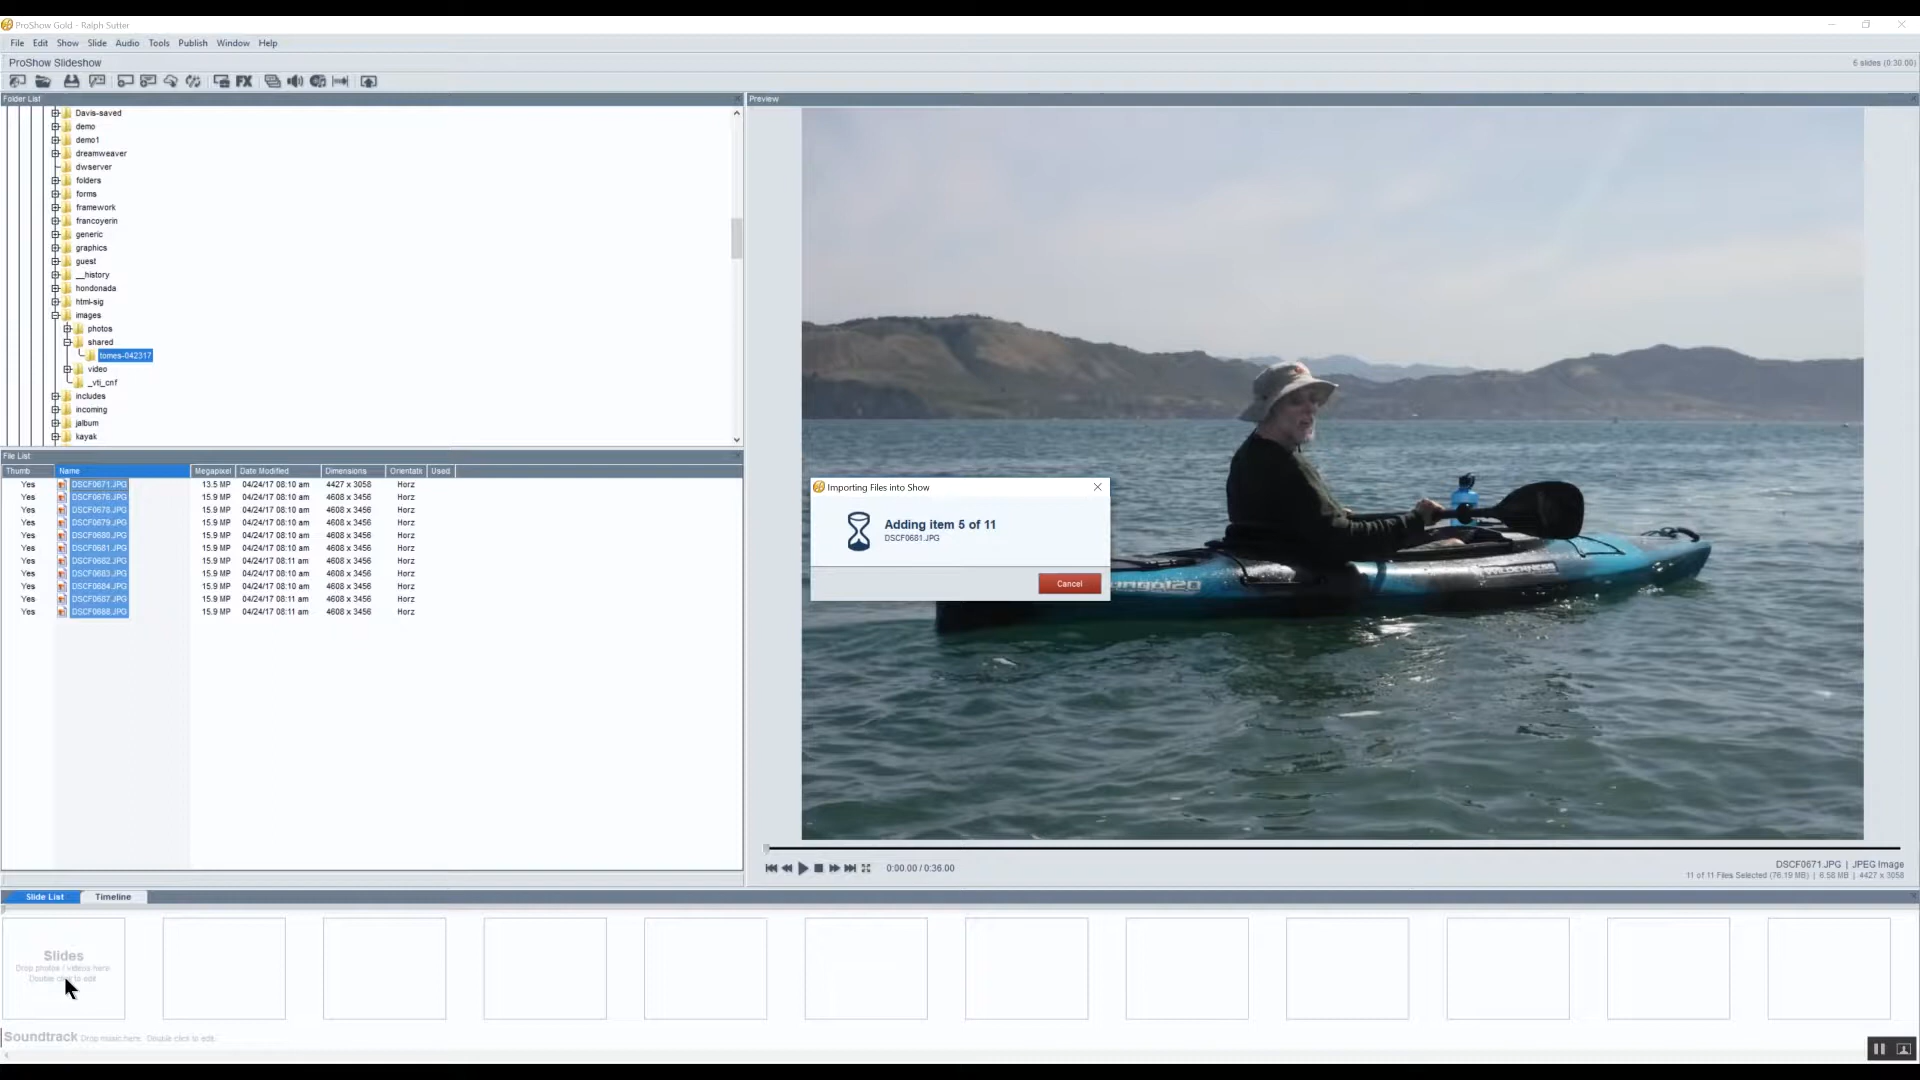 ProShow Gold - Ralph Sutter
File Edit Show Slide Audio Tools Publish Window Help
ProShow Slideshow
6 slides (0:30.00)
FX
Folder List
Davis-saved
demo
demo1
dreamweaver
dwserver
folders
forms
framework
francoyerin
generic
graphics
guest
__history
hondonada
html-sig
images
photos
shared
tomes-042317
video
_vti_cnf
includes
incoming
jalbum
kayak
File List
Thumb Name Megapixel Date Modified Dimensions Orientatic Used
Yes DSCF0671.JPG 13.5 MP 04/24/17 08:10 am 4427 x 3058 Horz
Yes DSCF0676.JPG 15.9 MP 04/24/17 08:10 am 4608 x 3456 Horz
Yes DSCF0678.JPG 15.9 MP 04/24/17 08:10 am 4608 x 3456 Horz
Yes DSCF0679.JPG 15.9 MP 04/24/17 08:10 am 4608 x 3456 Horz
Yes DSCF0680.JPG 15.9 MP 04/24/17 08:10 am 4608 x 3456 Horz
Yes DSCF0681.JPG 15.9 MP 04/24/17 08:10 am 4608 x 3456 Horz
Yes DSCF0682.JPG 15.9 MP 04/24/17 08:11 am 4608 x 3456 Horz
Yes DSCF0683.JPG 15.9 MP 04/24/17 08:10 am 4608 x 3456 Horz
Yes DSCF0684.JPG 15.9 MP 04/24/17 08:10 am 4608 x 3456 Horz
Yes DSCF0687.JPG 15.9 MP 04/24/17 08:11 am 4608 x 3456 Horz
Yes DSCF0688.JPG 15.9 MP 04/24/17 08:11 am 4608 x 3456 Horz
Preview
Importing Files into Show
Adding item 5 of 11
DSCF0681.JPG
Cancel
WILDERNESS
0:00.00 / 0:36.00
DSCF0671.JPG | JPEG Image
11 of 11 Files Selected (76.19 MB) | 6.58 MB | 4427 x 3058
Slide List Timeline
Slides
Drop photos / videos here
Double click to edit
Soundtrack Drop music here. Double click to edit.